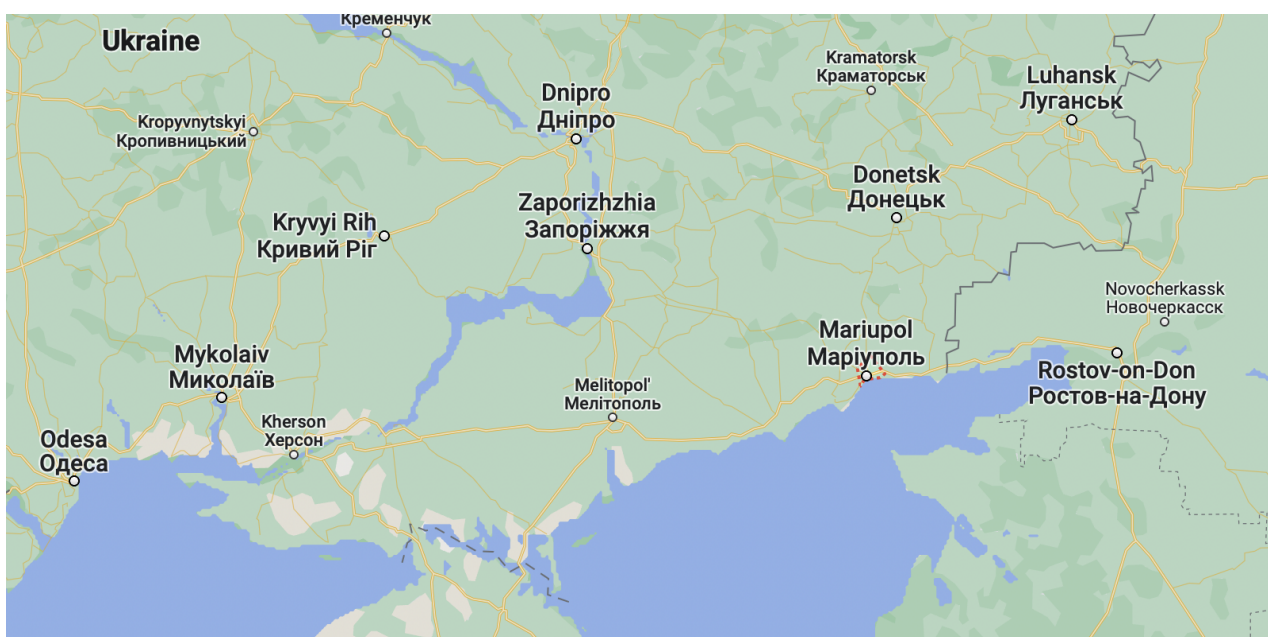 Кременчук
Ukraine
Kramatorsk
Краматорськ
Luhansk
Луганськ
Dnipro
Дніпро
Kropyvnytskyi
Кропивницький
Donetsk
Донецьк
Zaporizhzhia
Запоріжжя
Kryvyi Rih
Кривий Ріг
Novocherkassk
Новочеркасск
Mariupol
Маріуполь
Mykolaiv
Миколаїв
Rostov-on-Don
Ростов-на-Дону
Melitopol'
Мелітополь
Kherson
Херсон
Odesa
Одеса